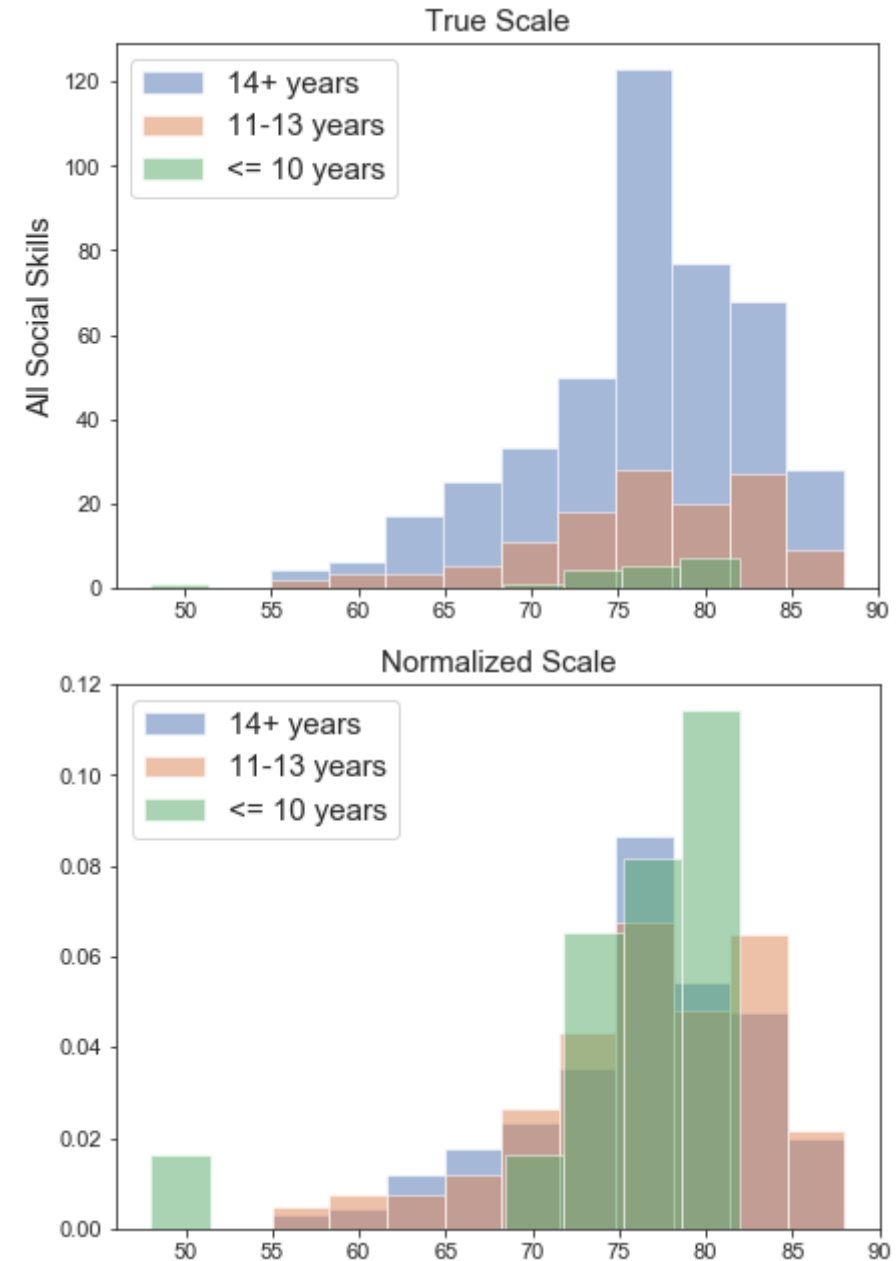 True Scale
14+ years
11-13 years
<= 10 years
All Social Skills
120
100
80
60
40
20
0
50 55 60 65 70 75 80 85 90
Normalized Scale
14+ years
11-13 years
<= 10 years
0.12
0.10
0.08
0.06
0.04
0.02
0.00
50 55 60 65 70 75 80 85 90